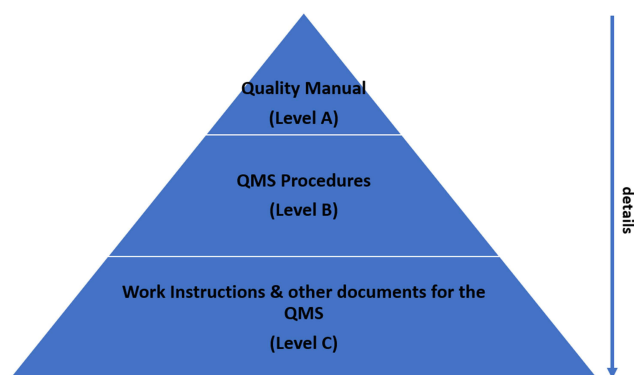 Quality Manual
(Level A)
QMS Procedures
(Level B)
Work Instructions & other documents for the
QMS
(Level C)
details